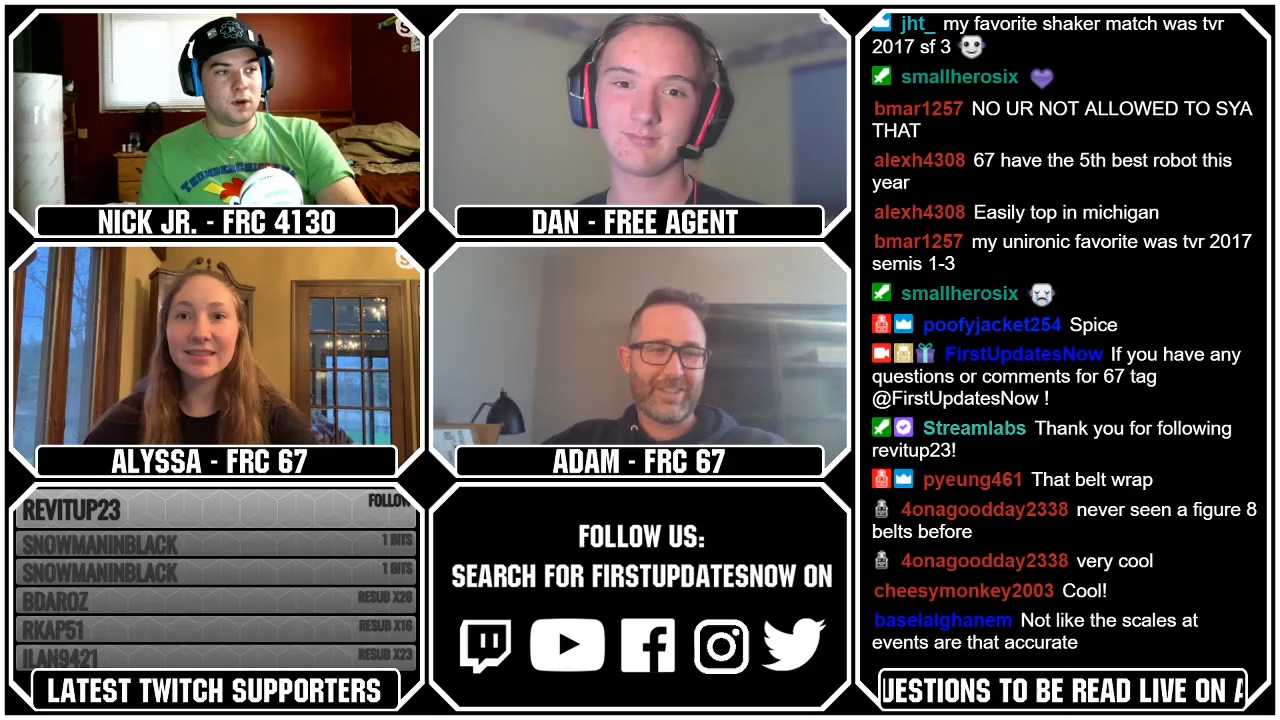 NICK JR. - FRC 4130
DAN - FREE AGENT
ALYSSA - FRC 67
ADAM - FRC 67
REVITUP23 FOLLOW
SNOWMANINBLACK 1 BITS
SNOWMANINBLACK 1 BITS
BDAROZ RESUB X26
RKAP51 RESUB X16
ILAN9421 RESUB X23
LATEST TWITCH SUPPORTERS
FOLLOW US:
SEARCH FOR FIRSTUPDATESNOW ON
jht_ my favorite shaker match was tvr
2017 sf 3
smallherosix
bmar1257 NO UR NOT ALLOWED TO SYA
THAT
alexh4308 67 have the 5th best robot this
year
alexh4308 Easily top in michigan
bmar1257 my unironic favorite was tvr 2017
semis 1-3
smallherosix
poofyjacket254 Spice
FirstUpdatesNow If you have any
questions or comments for 67 tag
@FirstUpdatesNow !
Streamlabs Thank you for following
revitup23!
pyeung461 That belt wrap
4onagoodday2338 never seen a figure 8
belts before
4onagoodday2338 very cool
cheesymonkey2003 Cool!
baselalghanem Not like the scales at
events are that accurate
UESTIONS TO BE READ LIVE ON A